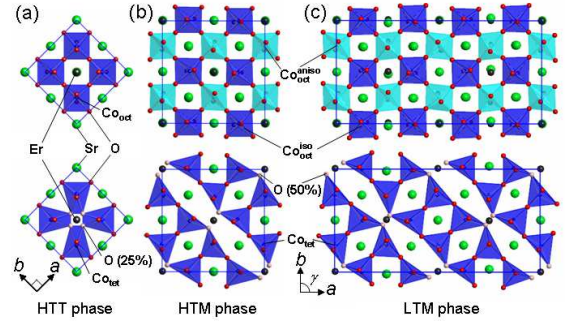 (a)
(b)
(c)
Co_oct^aniso
Co_oct
Co_oct^iso
Er
Sr
O
O (50%)
O (25%)
Co_tet
Co_tet
b
a
b
γ
a
HTT phase
HTM phase
LTM phase